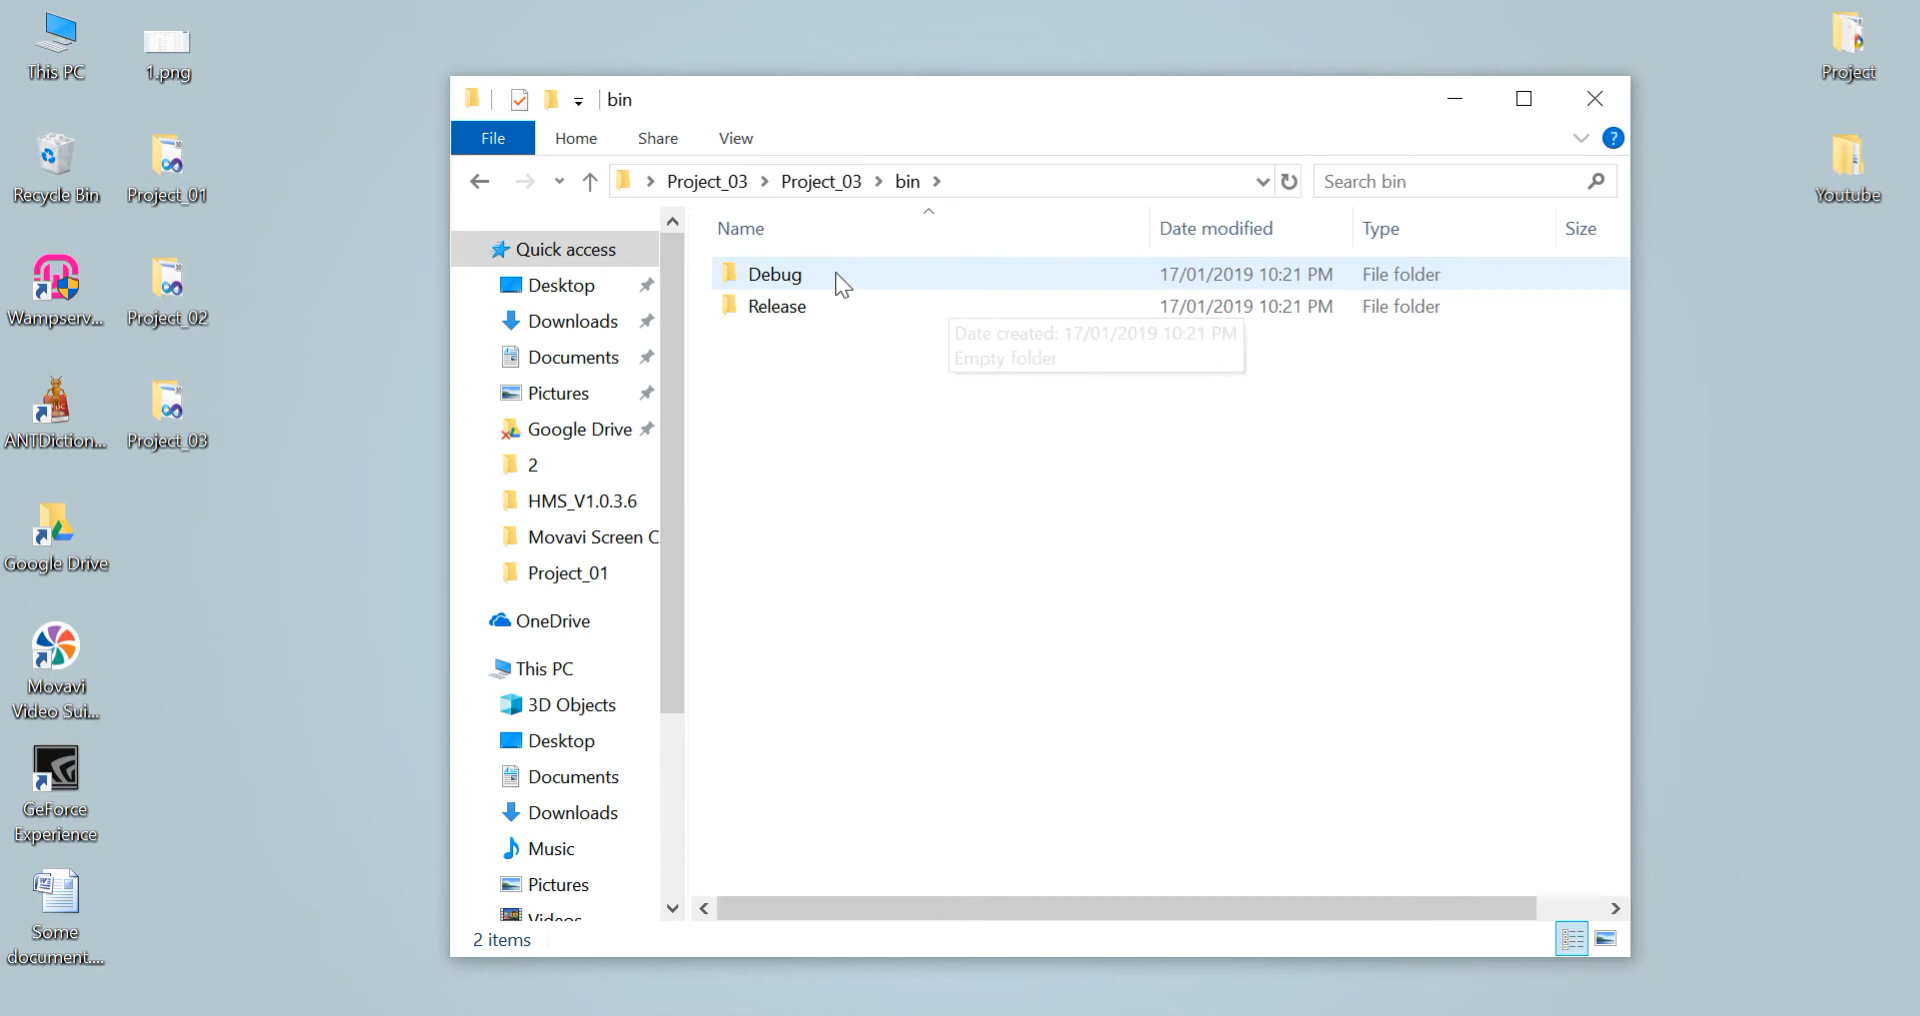 This PC
1.png
Recycle Bin
Project_01
Wampserv...
Project_02
ANTDiction...
Project_03
Google Drive
Movavi
Video Sui...
GeForce
Experience
Some
document....
Project
Youtube
bin
File
Home
Share
View
?
Project_03
Project_03
bin
Search bin
Name
Date modified
Type
Size
Debug
17/01/2019 10:21 PM
File folder
Release
17/01/2019 10:21 PM
File folder
Date created: 17/01/2019 10:21 PM
Empty folder
Quick access
Desktop
Downloads
Documents
Pictures
Google Drive
2
HMS_V1.0.3.6
Movavi Screen C
Project_01
OneDrive
This PC
3D Objects
Desktop
Documents
Downloads
Music
Pictures
Videos
2 items